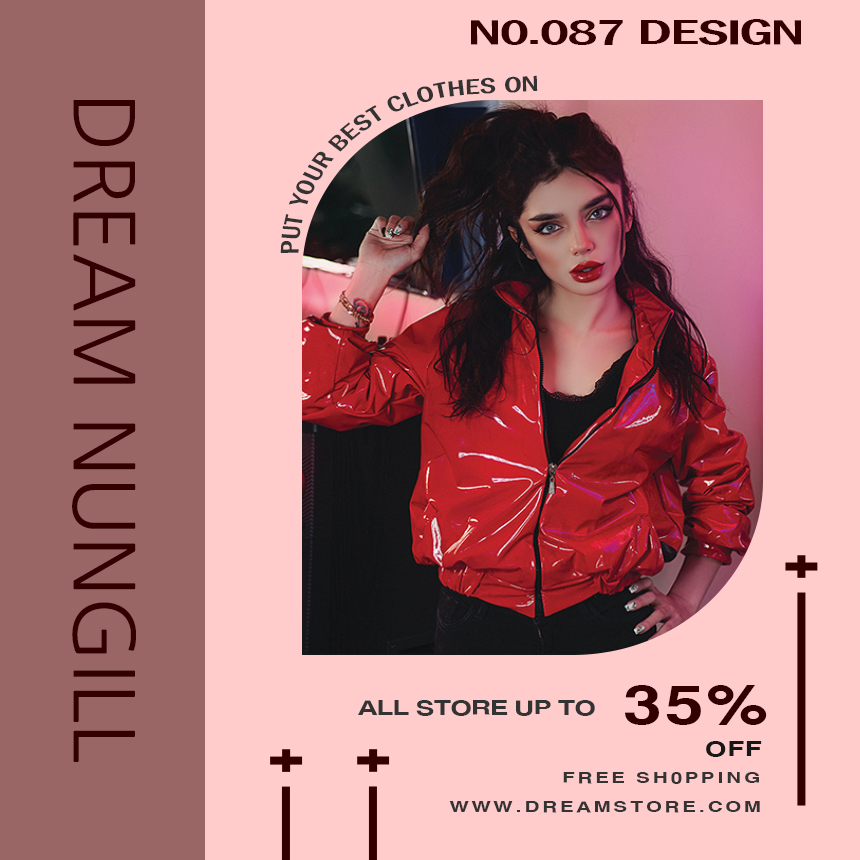 N0.087 DESIGN
PUT YOUR BEST CLOTHES ON
DREAM NUNGILL
ALL STORE UP TO 35%
OFF
FREE SH0PPING
WWW.DREAMSTORE.COM